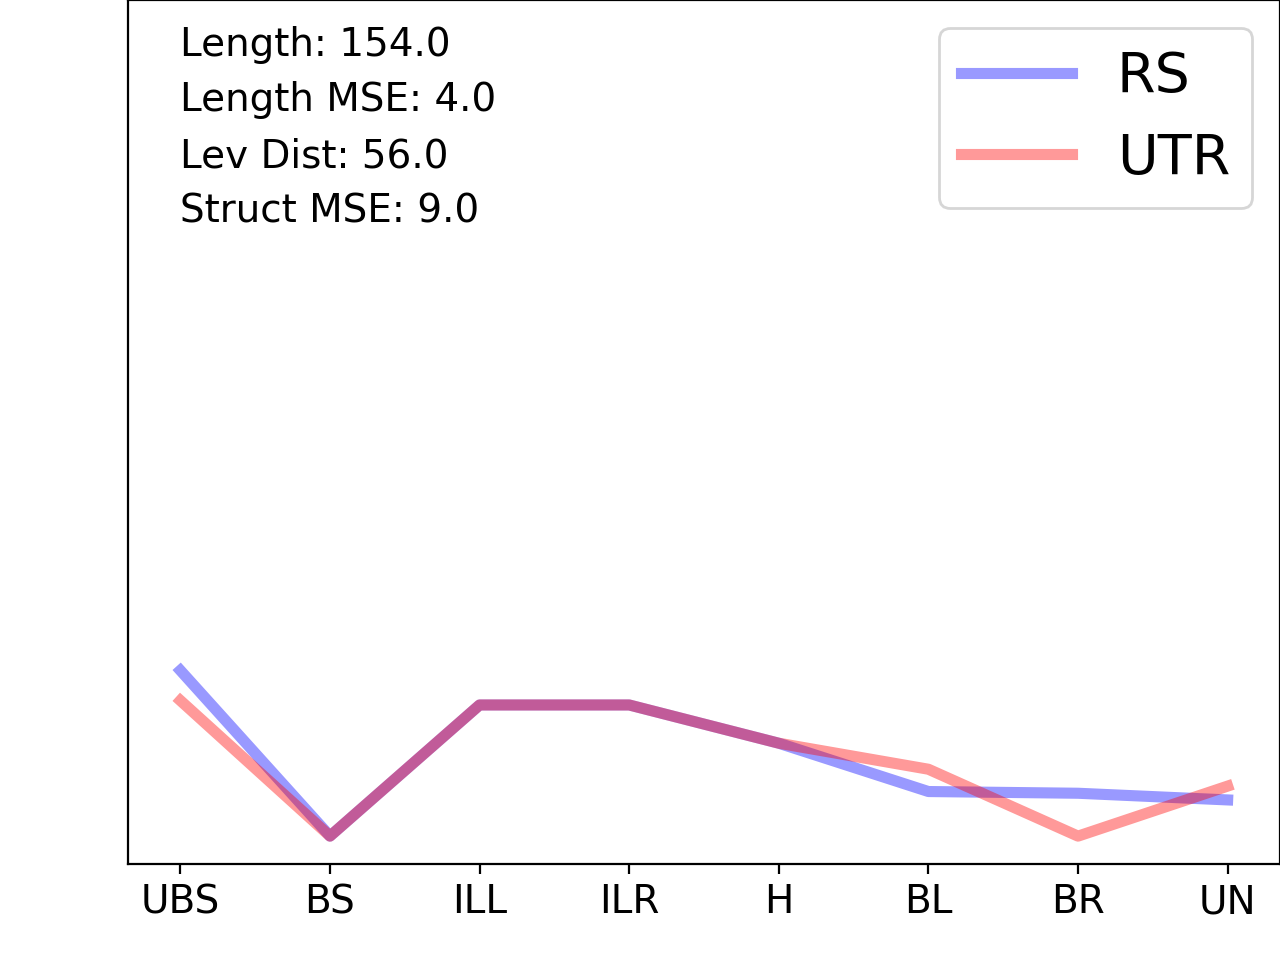 Length: 154.0
Length MSE: 4.0
Lev Dist: 56.0
Struct MSE: 9.0
RS
UTR
UBS BS ILL ILR H BL BR UN